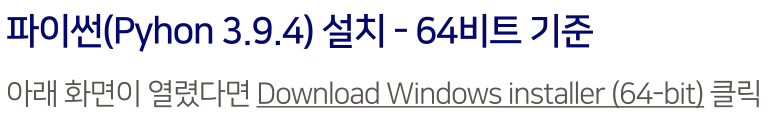 파이썬(Pyhon 3.9.4) 설치 - 64비트 기준
아래 화면이 열렸다면 Download Windows installer (64-bit) 클릭